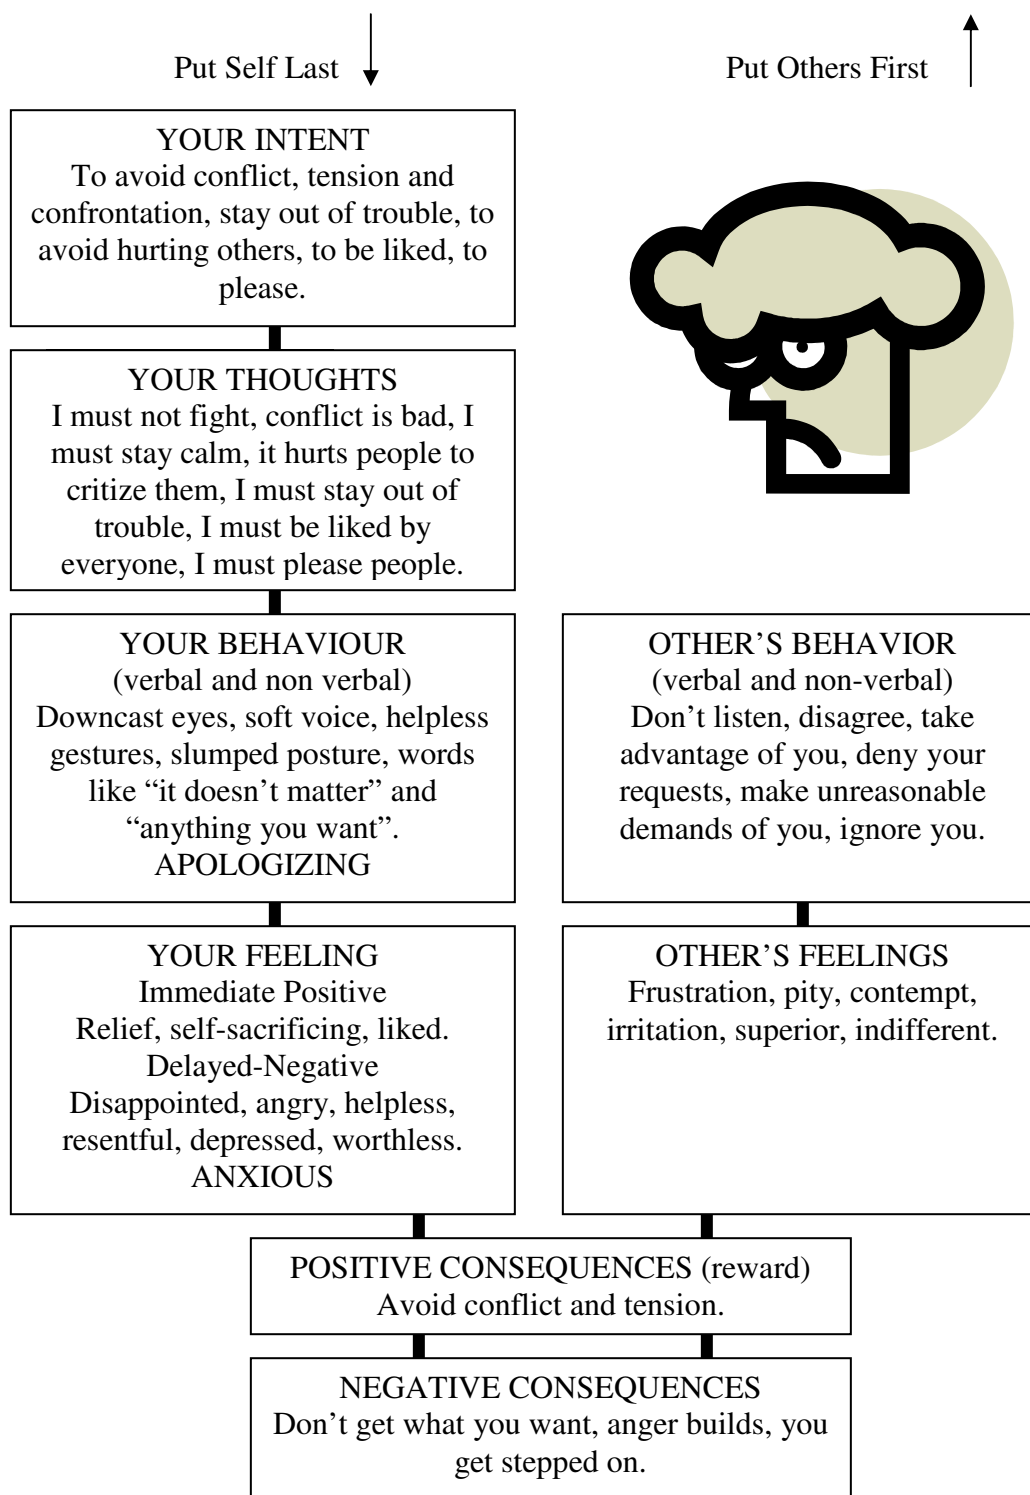 Put Self Last
Put Others First
YOUR INTENT
To avoid conflict, tension and
confrontation, stay out of trouble, to
avoid hurting others, to be liked, to
please.
YOUR THOUGHTS
I must not fight, conflict is bad, I
must stay calm, it hurts people to
critize them, I must stay out of
trouble, I must be liked by
everyone, I must please people.
YOUR BEHAVIOUR
(verbal and non verbal)
Downcast eyes, soft voice, helpless
gestures, slumped posture, words
like “it doesn’t matter” and
“anything you want”.
APOLOGIZING
OTHER’S BEHAVIOR
(verbal and non-verbal)
Don’t listen, disagree, take
advantage of you, deny your
requests, make unreasonable
demands of you, ignore you.
YOUR FEELING
Immediate Positive
Relief, self-sacrificing, liked.
Delayed-Negative
Disappointed, angry, helpless,
resentful, depressed, worthless.
ANXIOUS
OTHER’S FEELINGS
Frustration, pity, contempt,
irritation, superior, indifferent.
POSITIVE CONSEQUENCES (reward)
Avoid conflict and tension.
NEGATIVE CONSEQUENCES
Don’t get what you want, anger builds, you
get stepped on.